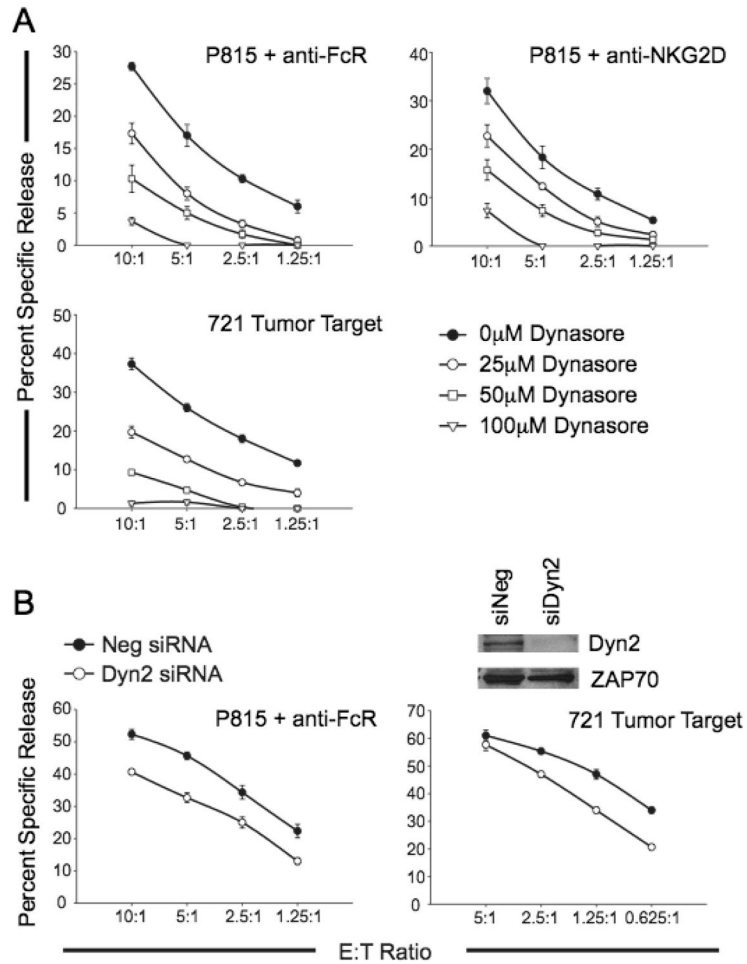 A
P815 + anti-FcR
30
25
20
15
10
5
0
10:1 5:1 2.5:1 1.25:1
P815 + anti-NKG2D
40
30
20
10
0
10:1 5:1 2.5:1 1.25:1
Percent Specific Release
721 Tumor Target
50
40
30
20
10
0
10:1 5:1 2.5:1 1.25:1
0μM Dynasore
25μM Dynasore
50μM Dynasore
100μM Dynasore
B
Neg siRNA
Dyn2 siRNA
siNeg siDyn2
Dyn2
ZAP70
Percent Specific Release
P815 + anti-FcR
60
50
40
30
20
10
0
10:1 5:1 2.5:1 1.25:1
721 Tumor Target
70
60
50
40
30
20
10
0
5:1 2.5:1 1.25:1 0.625:1
E:T Ratio